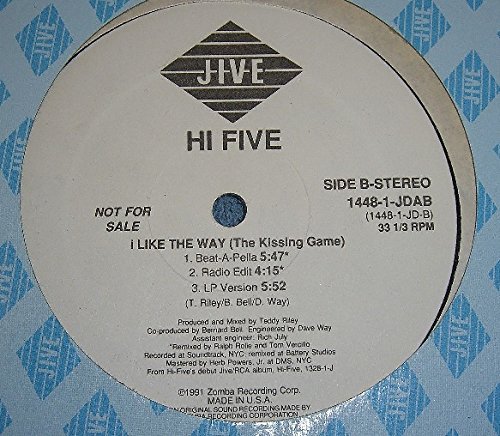 JIVE
HI FIVE
NOT FOR
SALE
SIDE B-STEREO
1448-1-JDAB
(1448-1-JD-B)
33 1/3 RPM
I LIKE THE WAY (The Kissing Game)
1. Beat-A-Pella 5:47*
2. Radio Edit 4:15*
3. LP Version 5:52
(T. Riley/B. Bell/D. Way)
Produced and Mixed by Teddy Riley
Co-produced by Bernard Bell. Engineered by Dave Way
Assistant engineer: Rich July
*Remixed by Ralph Rolle and Tom Vercillo
Recorded at Soundtrack, NYC; remixed at Battery Studios
Mastered by Herb Powers, Jr. at DMS, NYC
From Hi-Five's debut Jive/RCA album, Hi-Five, 1328-1-J
©1991 Zomba Recording Corp.
MADE IN U.S.A.
ORIGINAL SOUND RECORDING MADE BY
RECORDING CORPORATION